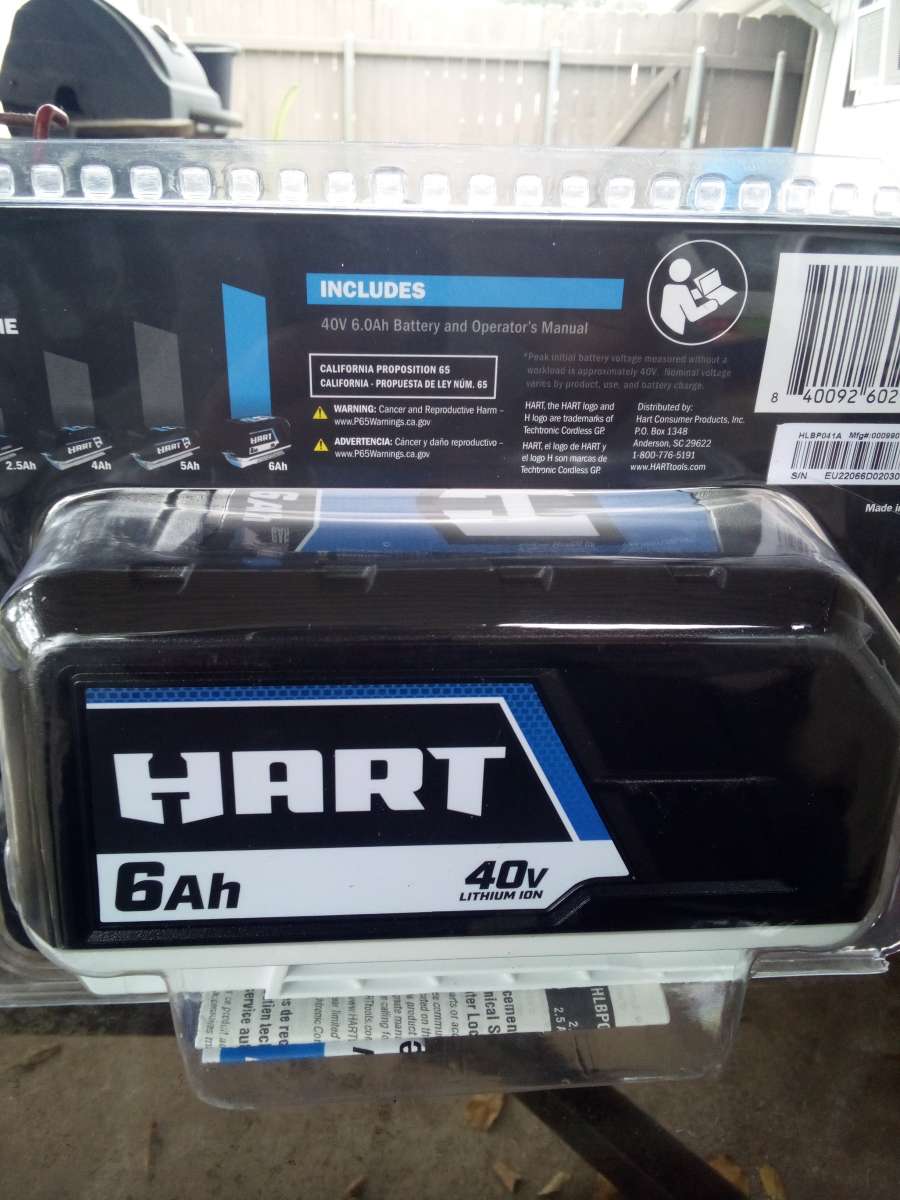 INCLUDES
40V 6.0Ah Battery and Operator's Manual
CALIFORNIA PROPOSITION 65
CALIFORNIA - PROPUESTA DE LEY NÚM. 65
WARNING: Cancer and Reproductive Harm –
www.P65Warnings.ca.gov
ADVERTENCIA: Cáncer y daño reproductivo –
www.P65Warnings.ca.gov
*Peak initial battery voltage measured without a
workload is approximately 40V. Nominal voltage
varies by product, use, and battery charge.
HART, the HART logo and
H logo are trademarks of
Techtronic Cordless GP.
HART, el logo de HART y
el logo H son marcas de
Techtronic Cordless GP.
Distributed by:
Hart Consumer Products, Inc.
P.O. Box 1348
Anderson, SC 29622
1-800-776-5191
www.HARTtools.com
8 40092 602
HLBP041A Mfg#:000980
S/N EU22066D02030
Made
HART
HART
HART
2.5Ah 4Ah 5Ah 6Ah
6Ah
HART
6Ah
40V
LITHIUM ION